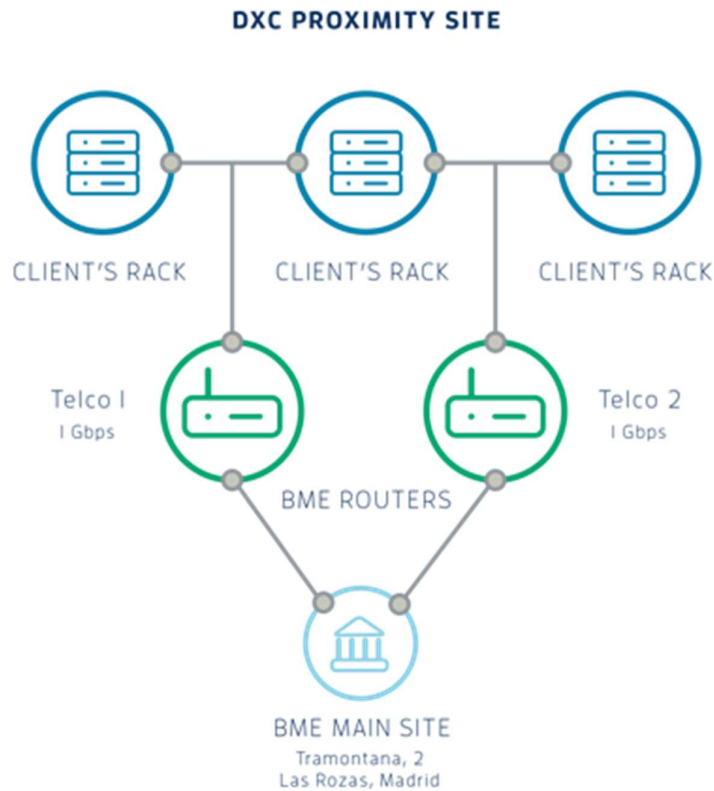 DXC PROXIMITY SITE
CLIENT'S RACK
CLIENT'S RACK
CLIENT'S RACK
Telco 1
1 Gbps
Telco 2
1 Gbps
BME ROUTERS
BME MAIN SITE
Tramontana, 2
Las Rozas, Madrid